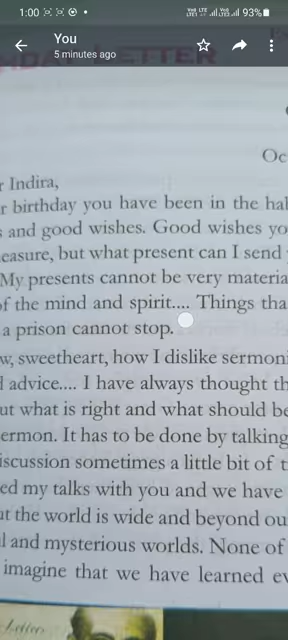 1:00
93%
You
5 minutes ago
LETTER
Oc
r Indira,
r birthday you have been in the hal
s and good wishes. Good wishes yo
easure, but what present can I send
My presents cannot be very materia
of the mind and spirit.... Things tha
a prison cannot stop.
w, sweetheart, how I dislike sermoni
l advice.... I have always thought th
ut what is right and what should be
ermon. It has to be done by talking
iscussion sometimes a little bit of t
ed my talks with you and we have
ut the world is wide and beyond ou
ul and mysterious worlds. None of
imagine that we have learned ev
Letters